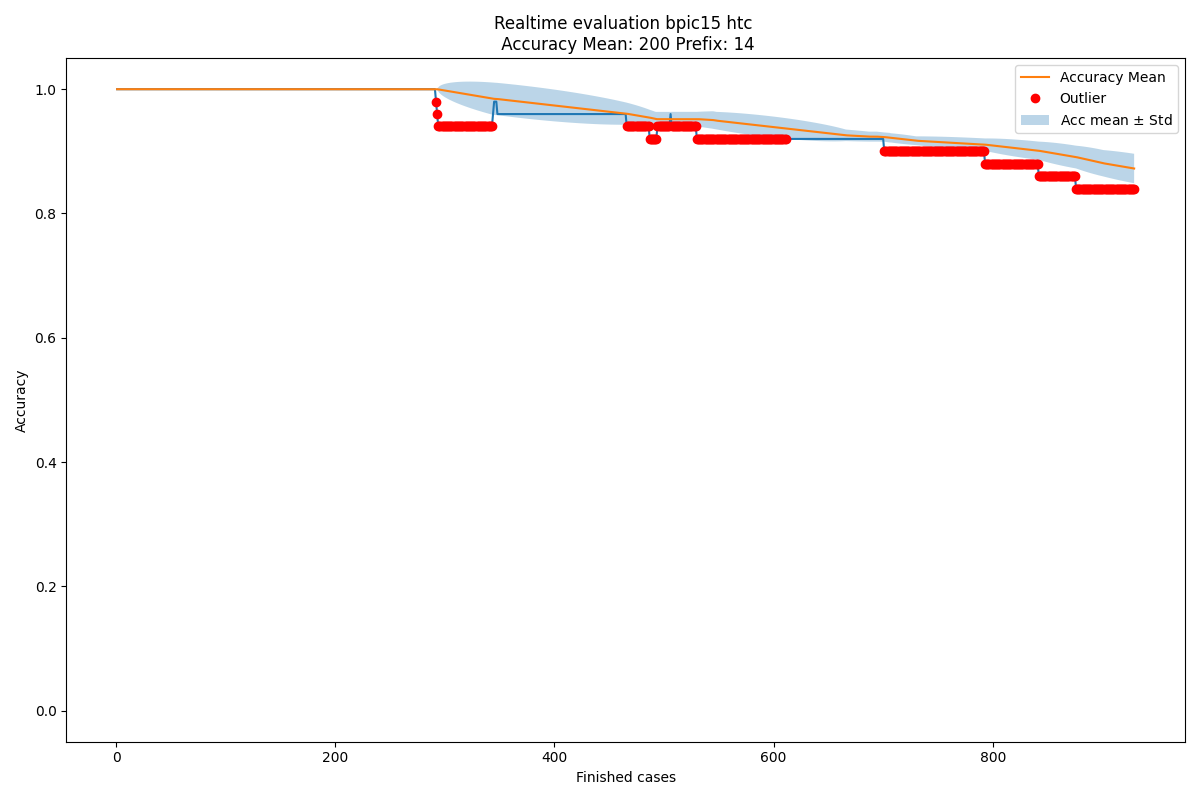 Realtime evaluation bpic15 htc
Accuracy Mean: 200 Prefix: 14
Accuracy Mean
Outlier
Acc mean ± Std
1.0
0.8
0.6
0.4
0.2
0.0
Accuracy
0 200 400 600 800
Finished cases